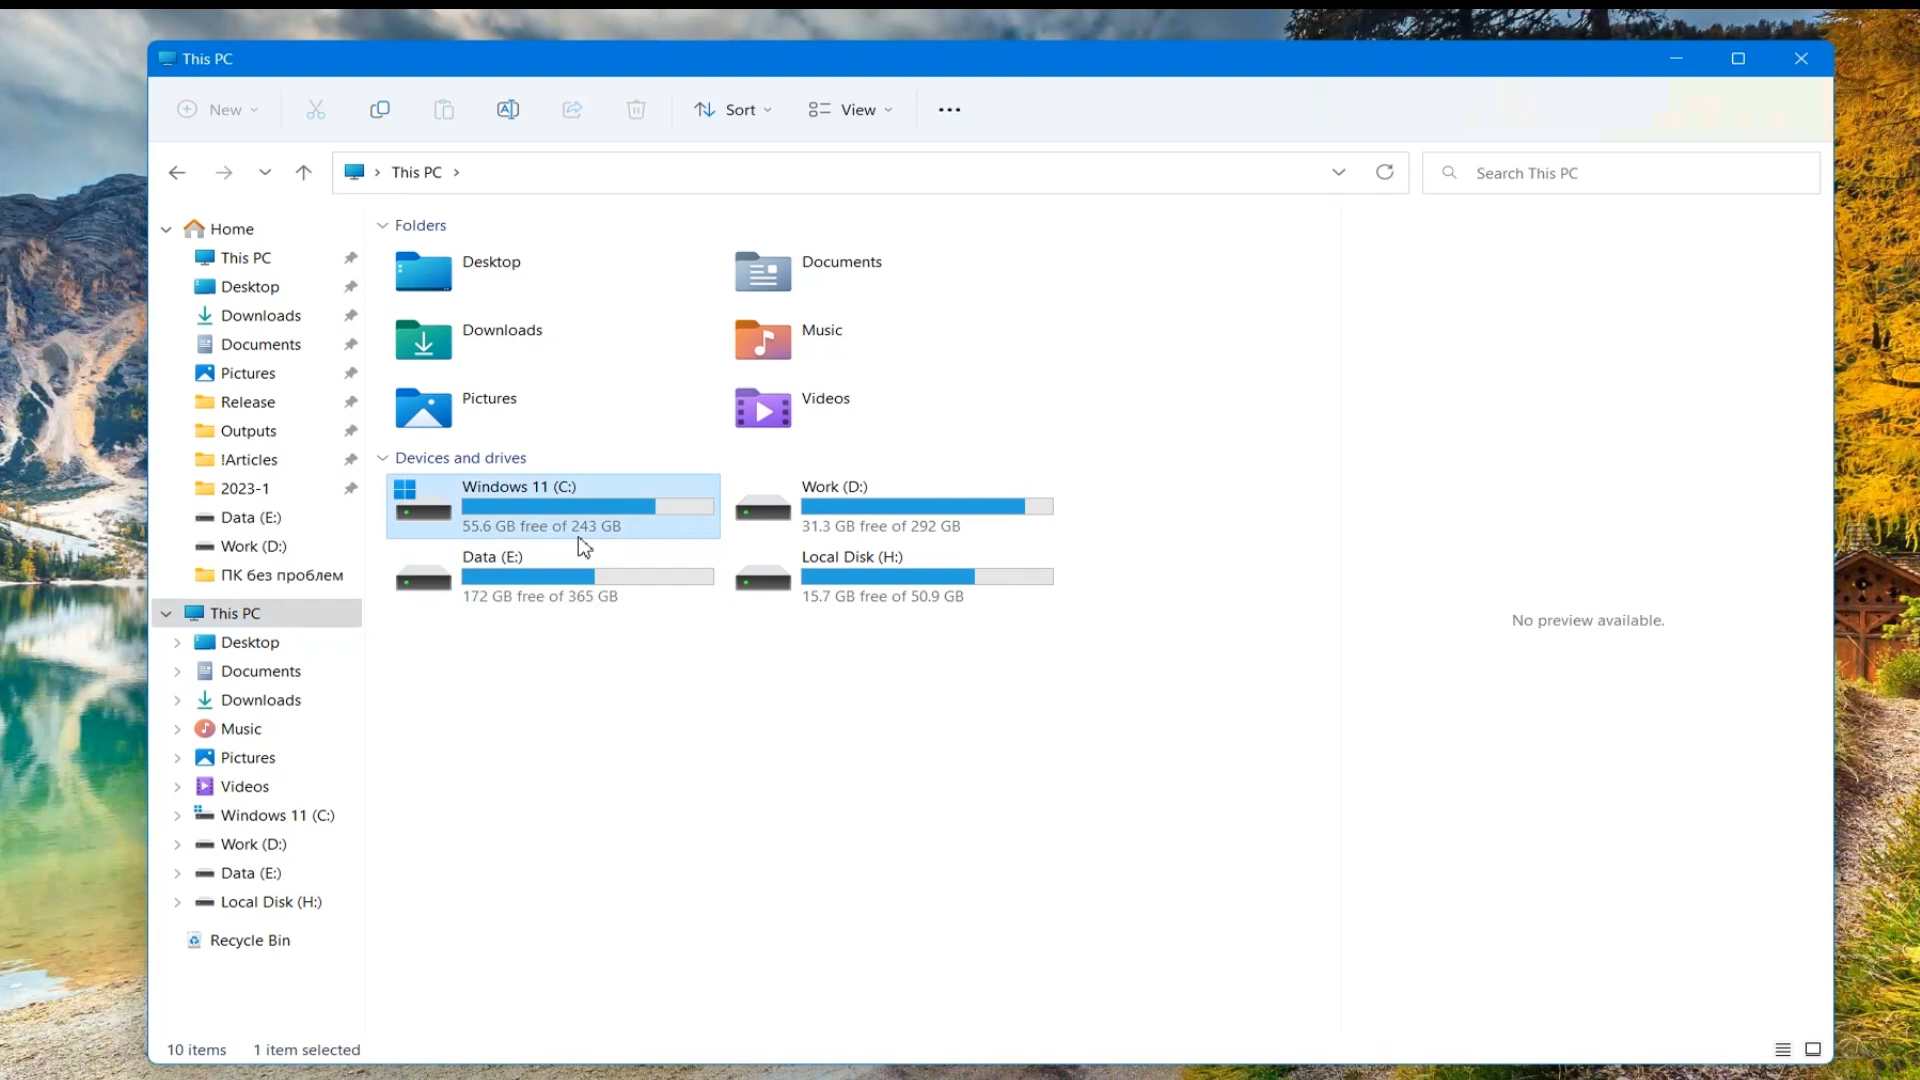 This PC
New
Sort
View
This PC
Search This PC
Home
This PC
Desktop
Downloads
Documents
Pictures
Release
Outputs
!Articles
2023-1
Data (E:)
Work (D:)
ПК без проблем
This PC
Desktop
Documents
Downloads
Music
Pictures
Videos
Windows 11 (C:)
Work (D:)
Data (E:)
Local Disk (H:)
Recycle Bin
Folders
Desktop
Documents
Downloads
Music
Pictures
Videos
Devices and drives
Windows 11 (C:)
55.6 GB free of 243 GB
Work (D:)
31.3 GB free of 292 GB
Data (E:)
172 GB free of 365 GB
Local Disk (H:)
15.7 GB free of 50.9 GB
No preview available.
10 items
1 item selected